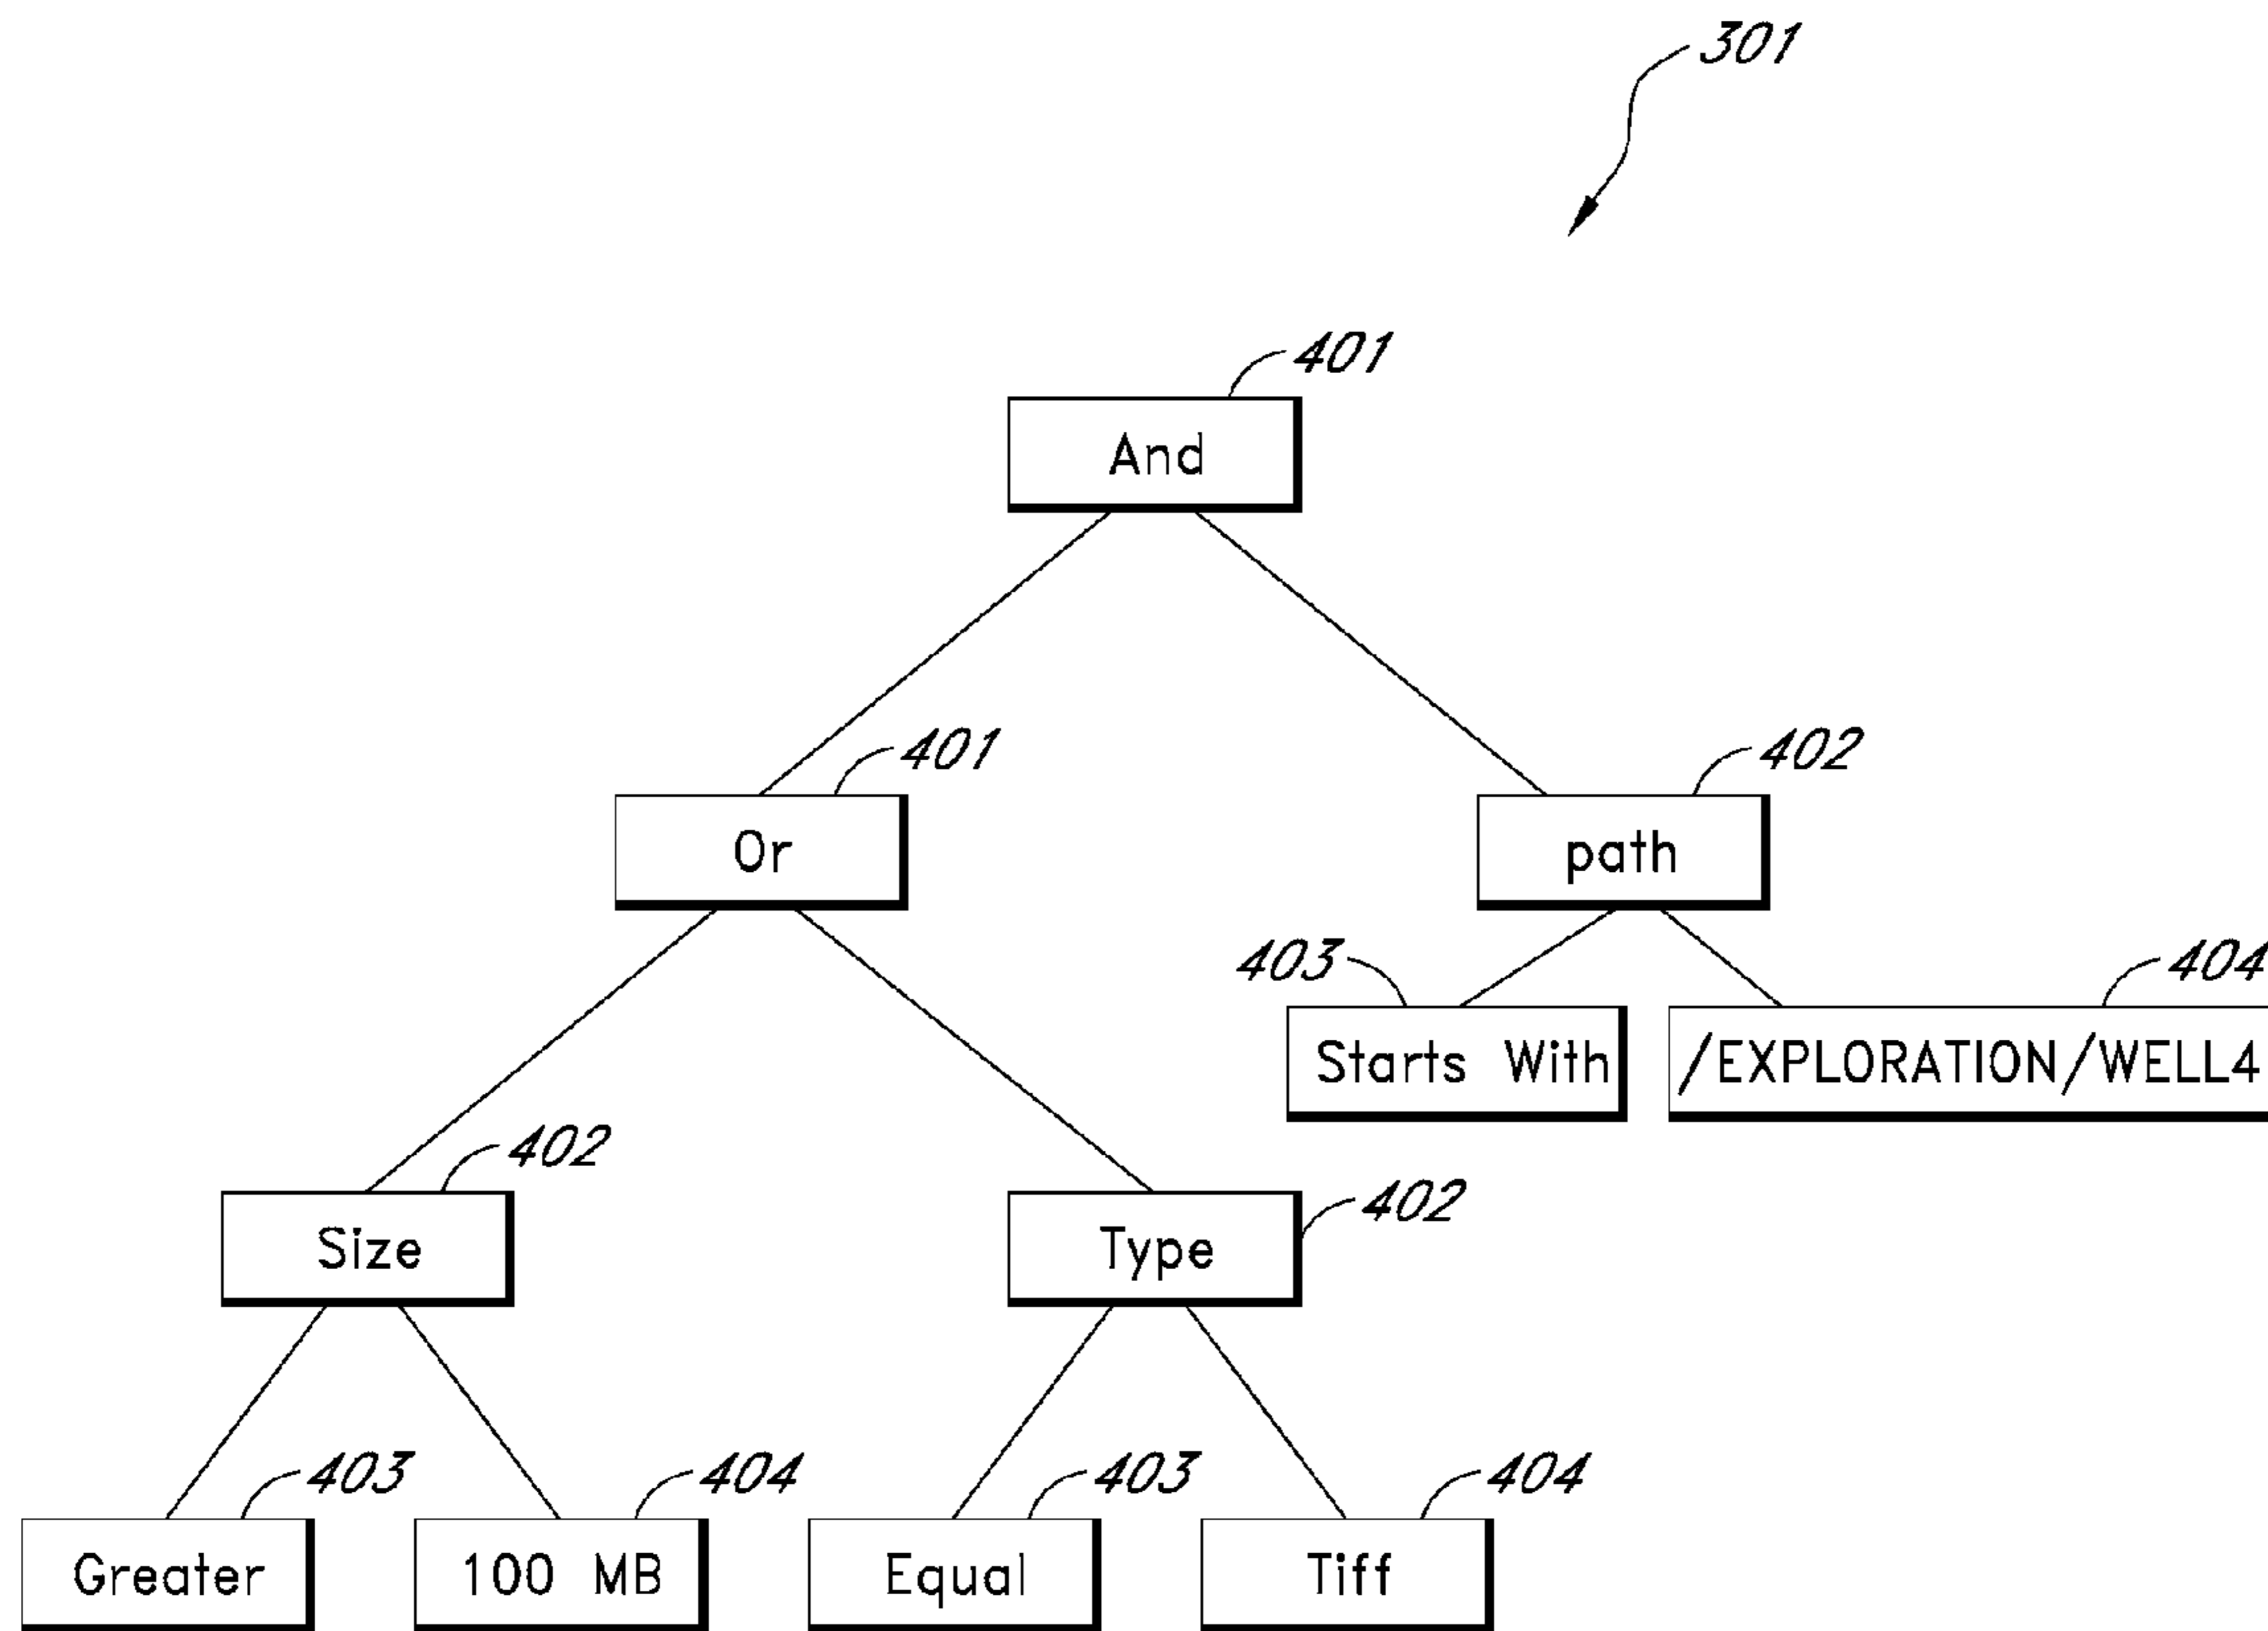 301
401
And
401
402
Or
path
403
404
Starts With
/EXPLORATION/WELL4
402
402
Size
Type
403
404
403
404
Greater
100 MB
Equal
Tiff